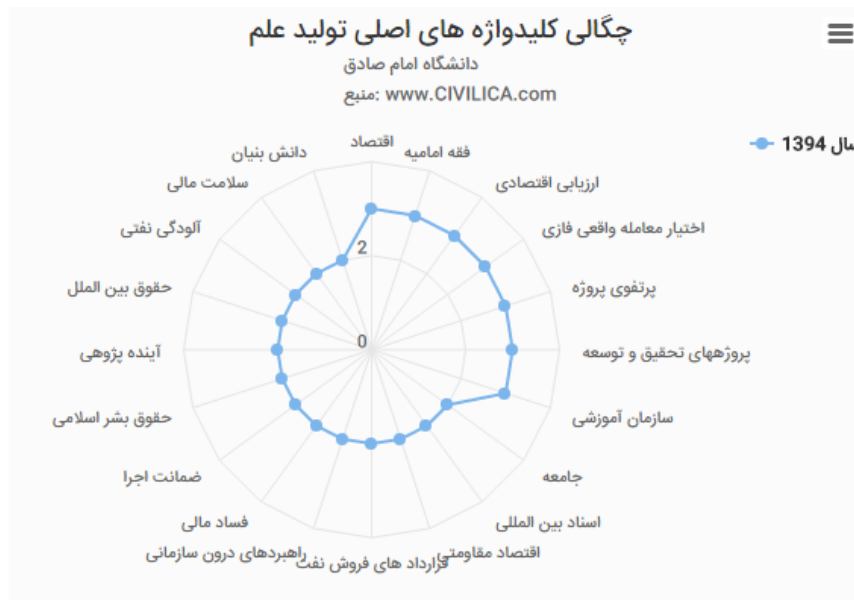 چگالی کلیدواژه های اصلی تولید علم
دانشگاه امام صادق
منبع: www.CIVILICA.com
سال 1394
اقتصاد
فقه امامیه
ارزیابی اقتصادی
اختیار معامله واقعی فازی
پرتفوی پروژه
پروژههای تحقیق و توسعه
سازمان آموزشی
جامعه
اسناد بین المللی
اقتصاد مقاومتی
قرارداد های فروش نفت
راهبردهای درون سازمانی
فساد مالی
ضمانت اجرا
حقوق بشر اسلامی
آینده پژوهی
حقوق بین الملل
آلودگی نفتی
سلامت مالی
دانش بنیان
2
0